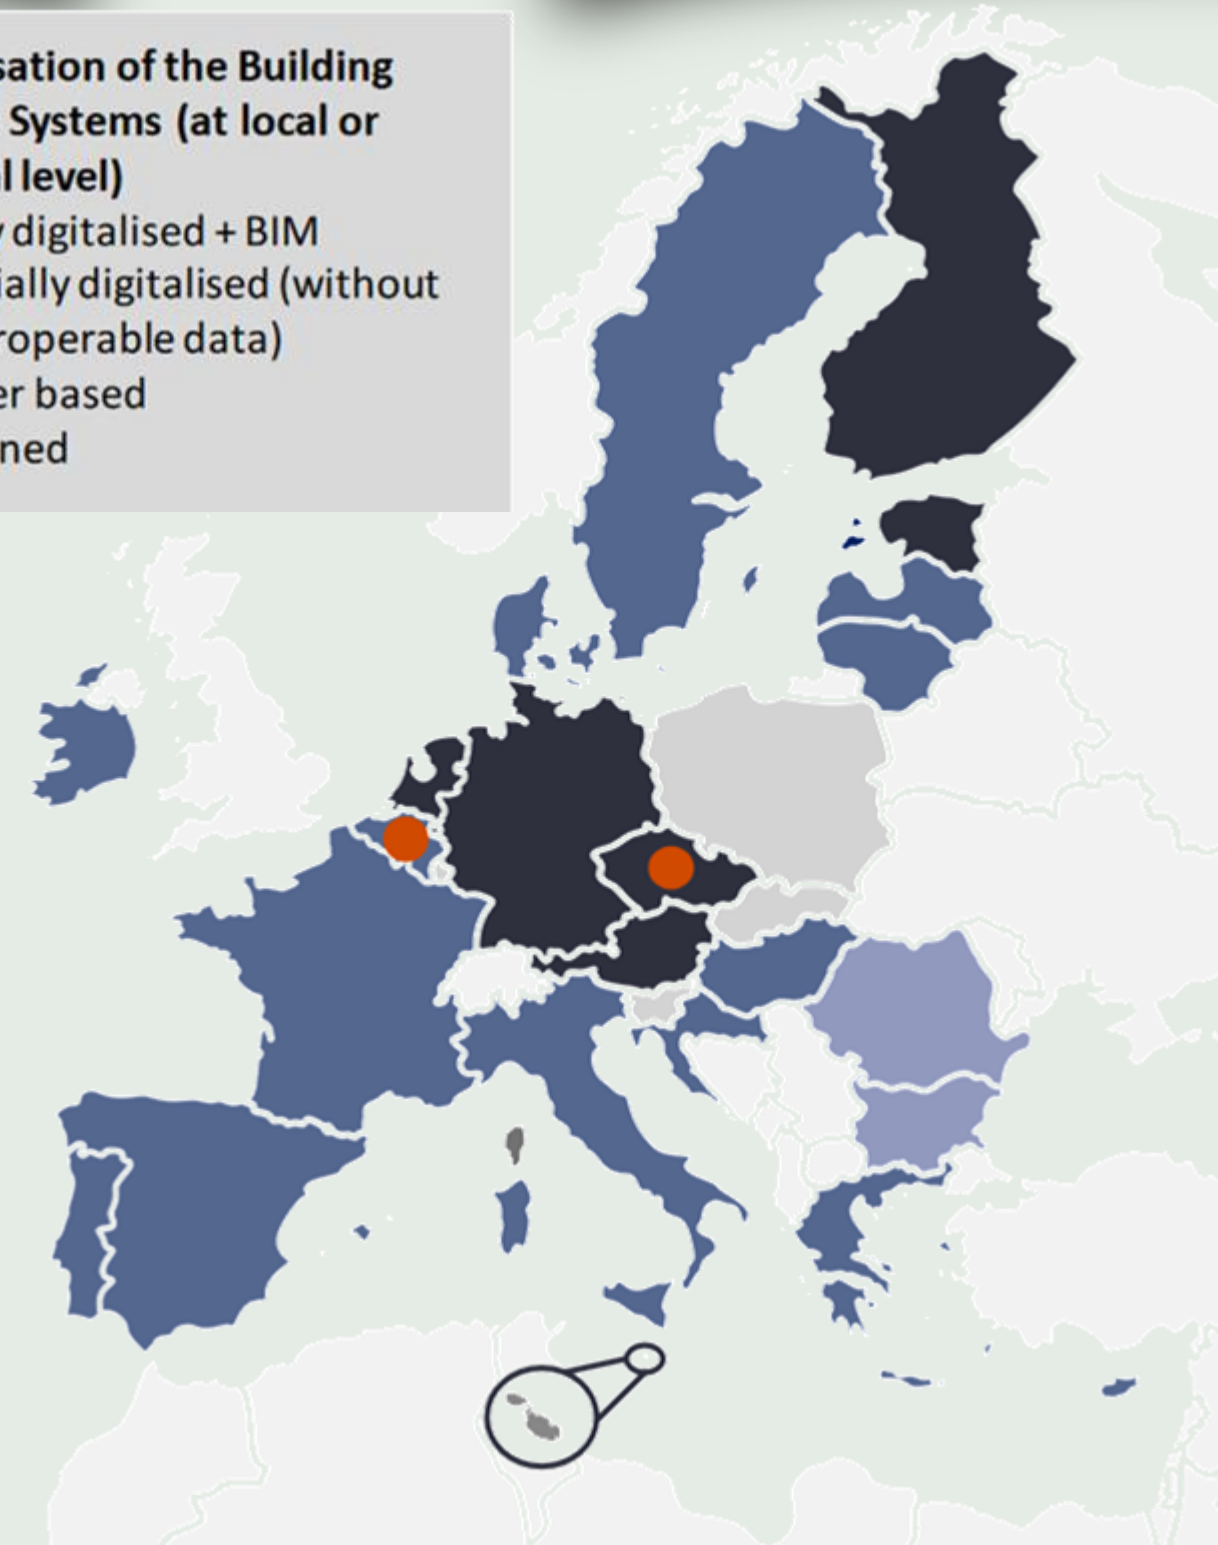 sation of the Building
Systems (at local or
l level)
y digitalised + BIM
ially digitalised (without
roperable data)
er based
ned